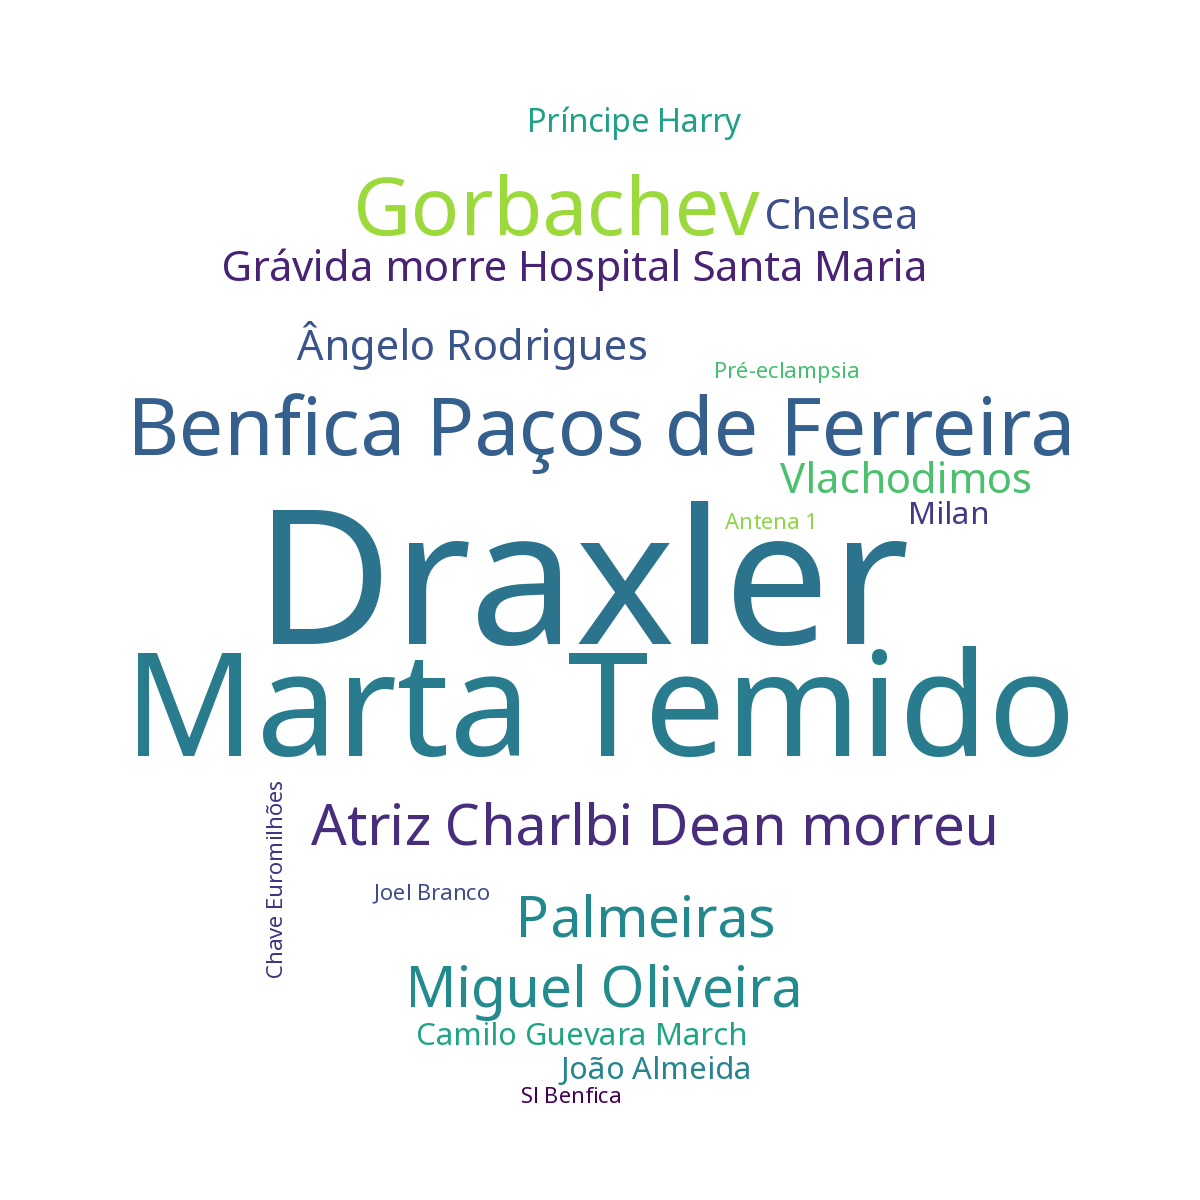 Príncipe Harry
Gorbachev
Chelsea
Grávida morre Hospital Santa Maria
Ângelo Rodrigues
Pré-eclampsia
Benfica Paços de Ferreira
Vlachodimos
Milan
Antena 1
Draxler
Marta Temido
Chave Euromilhões
Atriz Charlbi Dean morreu
Joel Branco
Palmeiras
Miguel Oliveira
Camilo Guevara March
João Almeida
Sl Benfica